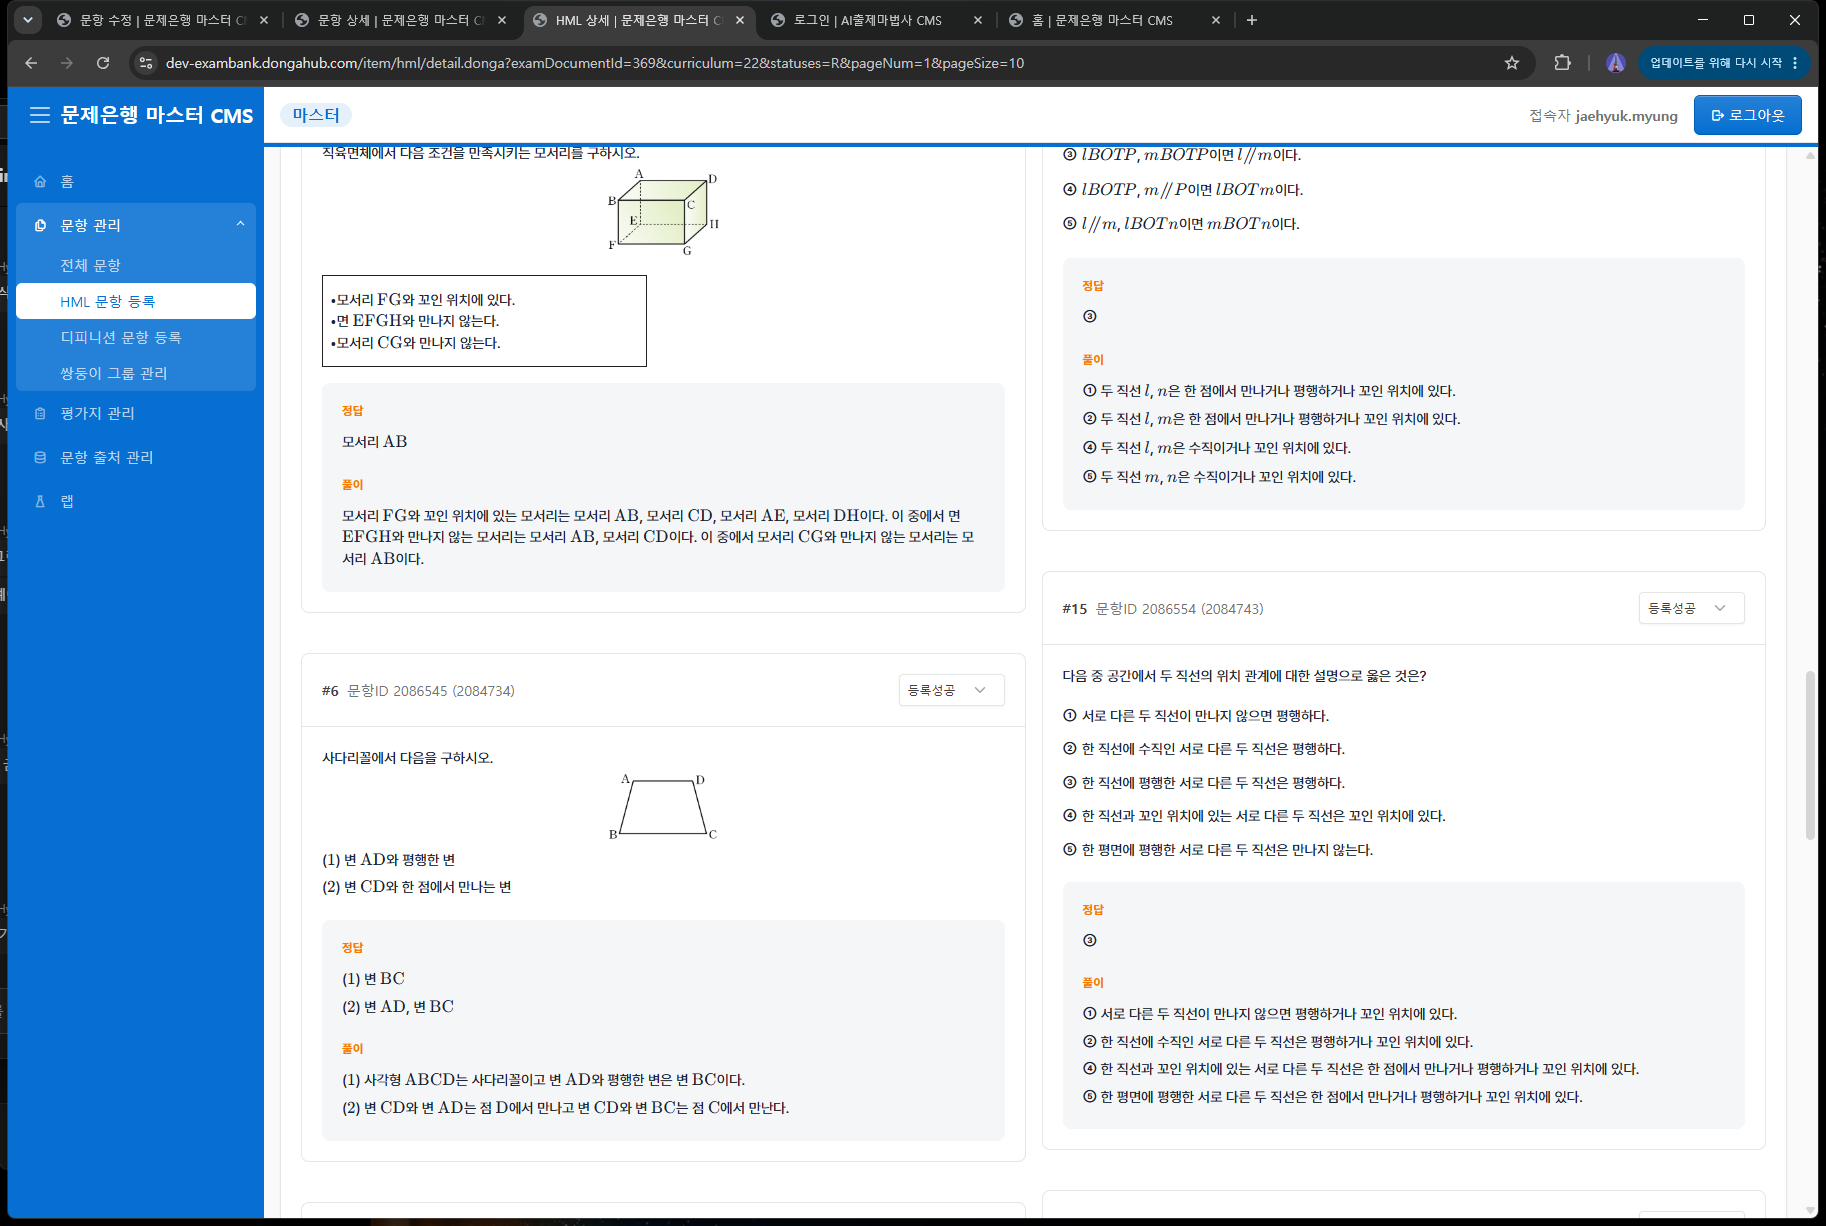 문항 수정 | 문제은행 마스터 C
문항 상세 | 문제은행 마스터 C
HML 상세 | 문제은행 마스터 C
로그인 | AI출제마법사 CMS
홈 | 문제은행 마스터 CMS
dev-exambank.dongahub.com/item/hml/detail.donga?examDocumentId=369&curriculum=22&statuses=R&pageNum=1&pageSize=10
업데이트를 위해 다시 시작
문제은행 마스터 CMS
마스터
접속자 jaehyuk.myung
로그아웃
홈
문항 관리
전체 문항
HML 문항 등록
디피니션 문항 등록
쌍둥이 그룹 관리
평가지 관리
문항 출처 관리
랩
직육면체에서 다음 조건을 만족시키는 모서리를 구하시오.
A
D
B
C
E
H
F
G
•모서리 FG와 꼬인 위치에 있다.
•면 EFGH와 만나지 않는다.
•모서리 CG와 만나지 않는다.
정답
모서리 AB
풀이
모서리 FG와 꼬인 위치에 있는 모서리는 모서리 AB, 모서리 CD, 모서리 AE, 모서리 DH이다. 이 중에서 면
EFGH와 만나지 않는 모서리는 모서리 AB, 모서리 CD이다. 이 중에서 모서리 CG와 만나지 않는 모서리는 모
서리 AB이다.
#6 문항ID 2086545 (2084734)
등록성공
사다리꼴에서 다음을 구하시오.
A
D
B
C
(1) 변 AD와 평행한 변
(2) 변 CD와 한 점에서 만나는 변
정답
(1) 변 BC
(2) 변 AD, 변 BC
풀이
(1) 사각형 ABCD는 사다리꼴이고 변 AD와 평행한 변은 변 BC이다.
(2) 변 CD와 변 AD는 점 D에서 만나고 변 CD와 변 BC는 점 C에서 만난다.
③ lBOTP, mBOTP이면 l//m이다.
④ lBOTP, m//P이면 lBOTm이다.
⑤ l//m, lBOTn이면 mBOTn이다.
정답
③
풀이
① 두 직선 l, n은 한 점에서 만나거나 평행하거나 꼬인 위치에 있다.
② 두 직선 l, m은 한 점에서 만나거나 평행하거나 꼬인 위치에 있다.
④ 두 직선 l, m은 수직이거나 꼬인 위치에 있다.
⑤ 두 직선 m, n은 수직이거나 꼬인 위치에 있다.
#15 문항ID 2086554 (2084743)
등록성공
다음 중 공간에서 두 직선의 위치 관계에 대한 설명으로 옳은 것은?
① 서로 다른 두 직선이 만나지 않으면 평행하다.
② 한 직선에 수직인 서로 다른 두 직선은 평행하다.
③ 한 직선에 평행한 서로 다른 두 직선은 평행하다.
④ 한 직선과 꼬인 위치에 있는 서로 다른 두 직선은 꼬인 위치에 있다.
⑤ 한 평면에 평행한 서로 다른 두 직선은 만나지 않는다.
정답
③
풀이
① 서로 다른 두 직선이 만나지 않으면 평행하거나 꼬인 위치에 있다.
② 한 직선에 수직인 서로 다른 두 직선은 평행하거나 꼬인 위치에 있다.
④ 한 직선과 꼬인 위치에 있는 서로 다른 두 직선은 한 점에서 만나거나 평행하거나 꼬인 위치에 있다.
⑤ 한 평면에 평행한 서로 다른 두 직선은 한 점에서 만나거나 평행하거나 꼬인 위치에 있다.